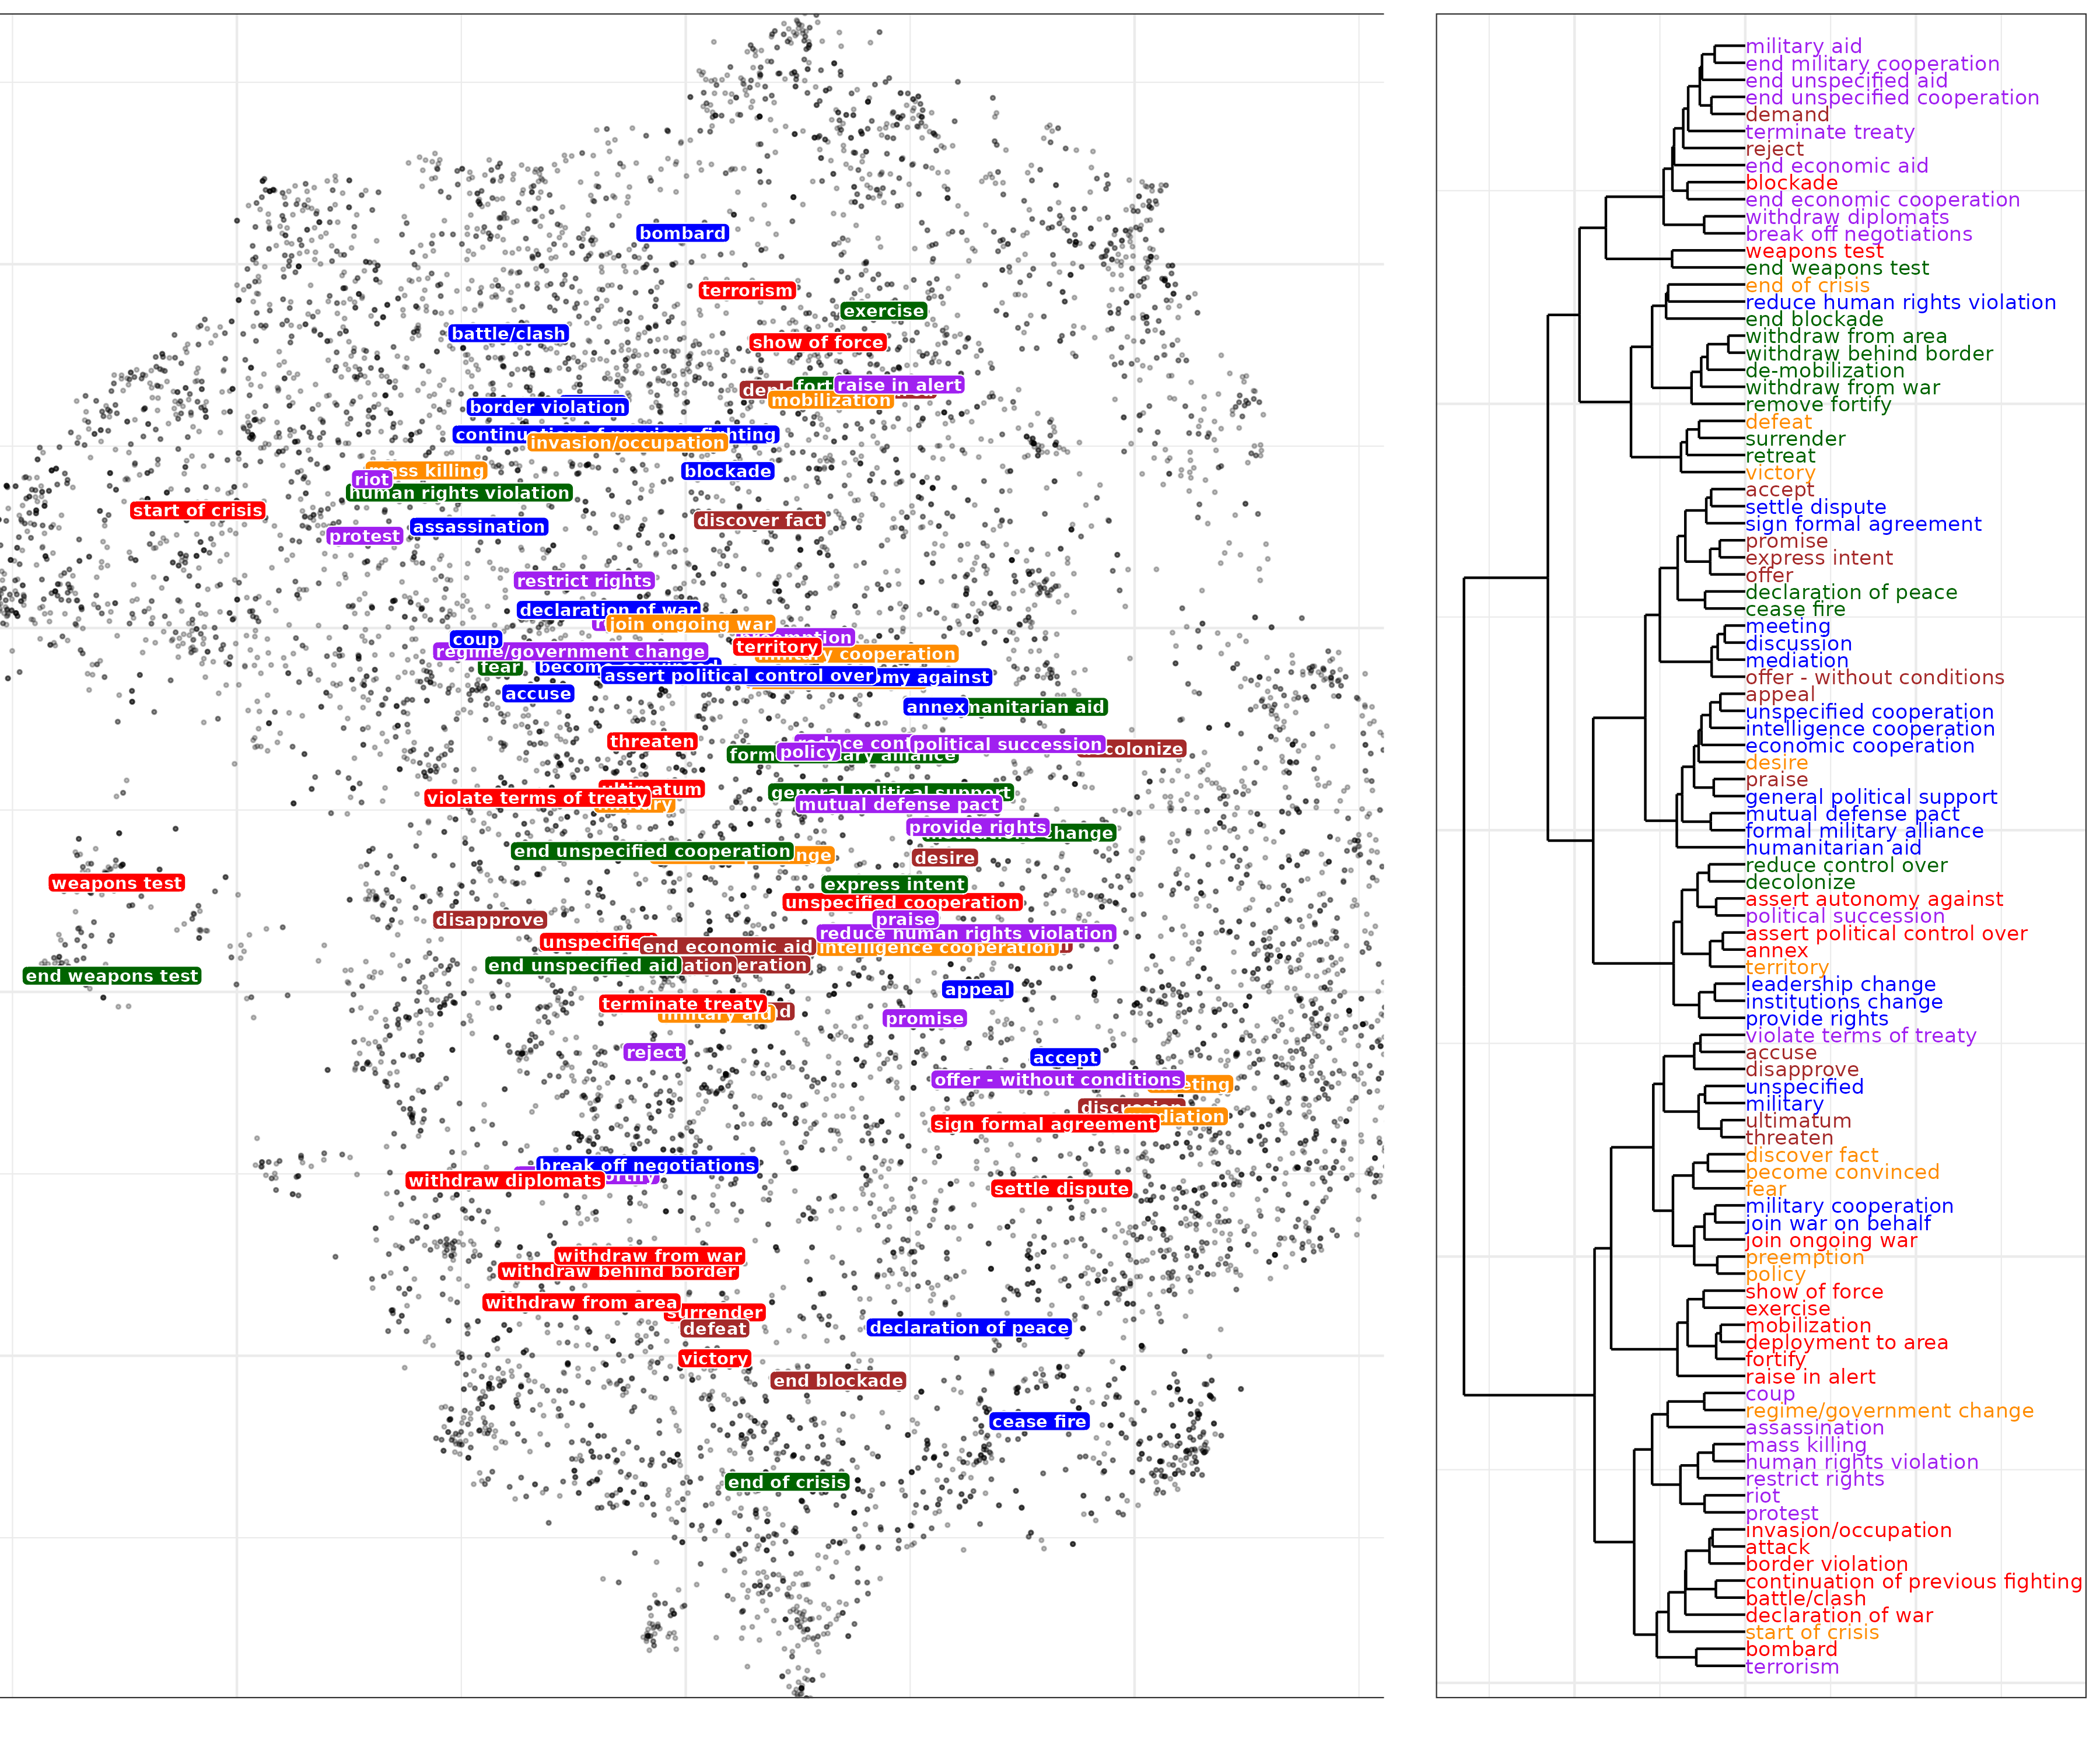 bombard
terrorism
exercise
battle/clash
show of force
raise in alert
mobilization
border violation
invasion/occupation
blockade
mass killing
riot
human rights violation
start of crisis
discover fact
assassination
protest
restrict rights
declaration of war
join ongoing war
coup
territory
regime/government change
military cooperation
fear
assert political control over
accuse
annex
threaten
political succession
policy
general political support
violate terms of treaty
mutual defense pact
provide rights
end unspecified cooperation
desire
weapons test
express intent
unspecified cooperation
disapprove
praise
reduce human rights violation
end economic aid
intelligence cooperation
end unspecified aid
end weapons test
appeal
terminate treaty
military aid
promise
reject
accept
offer - without conditions
sign formal agreement
break off negotiations
withdraw diplomats
settle dispute
withdraw from war
withdraw behind border
withdraw from area
surrender
defeat
declaration of peace
victory
end blockade
cease fire
end of crisis
military aid
end military cooperation
end unspecified aid
end unspecified cooperation
demand
terminate treaty
reject
end economic aid
blockade
end economic cooperation
withdraw diplomats
break off negotiations
weapons test
end weapons test
end of crisis
reduce human rights violation
end blockade
withdraw from area
withdraw behind border
de-mobilization
withdraw from war
remove fortify
defeat
surrender
retreat
victory
accept
settle dispute
sign formal agreement
promise
express intent
offer
declaration of peace
cease fire
meeting
discussion
mediation
offer - without conditions
appeal
unspecified cooperation
intelligence cooperation
economic cooperation
desire
praise
general political support
mutual defense pact
formal military alliance
humanitarian aid
reduce control over
decolonize
assert autonomy against
political succession
assert political control over
annex
territory
leadership change
institutions change
provide rights
violate terms of treaty
accuse
disapprove
unspecified
military
ultimatum
threaten
discover fact
become convinced
fear
military cooperation
join war on behalf
join ongoing war
preemption
policy
show of force
exercise
mobilization
deployment to area
fortify
raise in alert
coup
regime/government change
assassination
mass killing
human rights violation
restrict rights
riot
protest
invasion/occupation
attack
border violation
continuation of previous fighting
battle/clash
declaration of war
start of crisis
bombard
terrorism